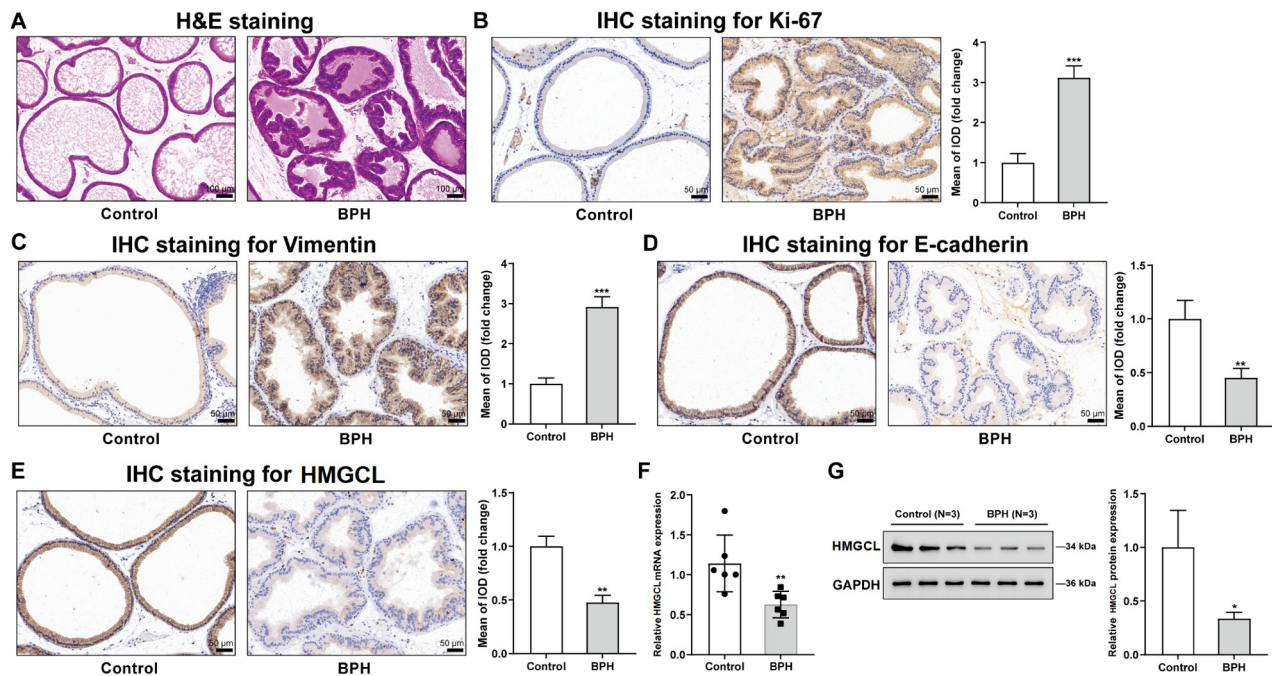 A
H&E staining
100 µm
100 µm
Control
BPH
B
IHC staining for Ki-67
50 µm
50 µm
Control
BPH
Mean of IOD (fold change)
4
3
2
1
0
***
Control
BPH
C
IHC staining for Vimentin
50 µm
50 µm
Control
BPH
Mean of IOD (fold change)
4
3
2
1
0
***
Control
BPH
D
IHC staining for E-cadherin
50 µm
50 µm
Control
BPH
Mean of IOD (fold change)
1.5
1.0
0.5
0.0
**
Control
BPH
E
IHC staining for HMGCL
50 µm
50 µm
Control
BPH
Mean of IOD (fold change)
1.5
1.0
0.5
0.0
**
Control
BPH
F
Relative HMGCLmRNA expression
2.0
1.5
1.0
0.5
0.0
**
Control
BPH
G
Control (N=3)
BPH (N=3)
HMGCL
—34 kDa
GAPDH
—36 kDa
Relative HMGCL protein expression
1.5
1.0
0.5
0.0
*
Control
BPH